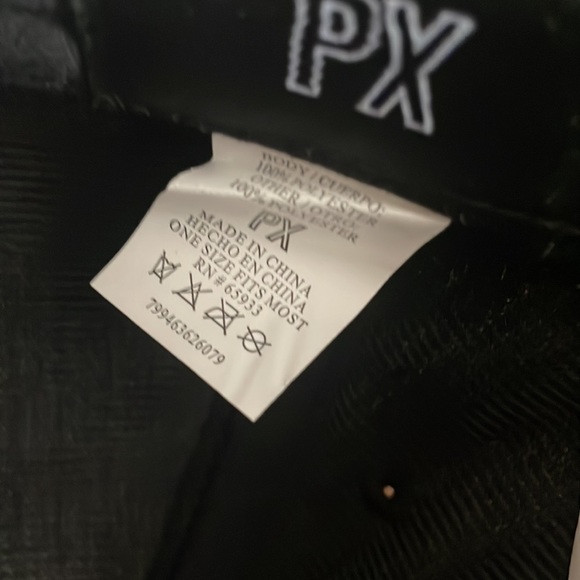 PX
BODY / CUERPO:
100% POLYESTER
OTHER / OTRO:
100% POLYESTER
PX
MADE IN CHINA
HECHO EN CHINA
ONE SIZE FITS MOST
RN # 65933
799463626079